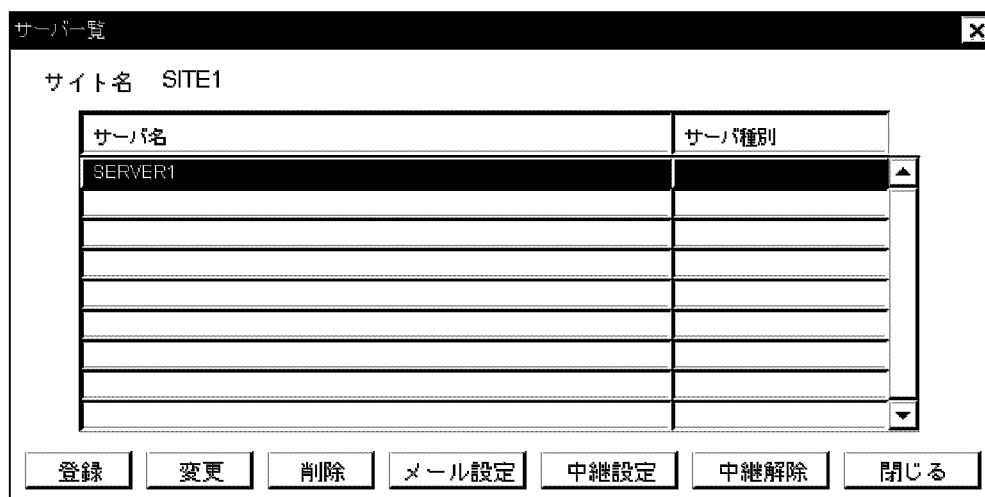 サーバ一覧
サイト名 SITE1
サーバ名 サーバ種別
SERVER1
登録 変更 削除 メール設定 中継設定 中継解除 閉じる